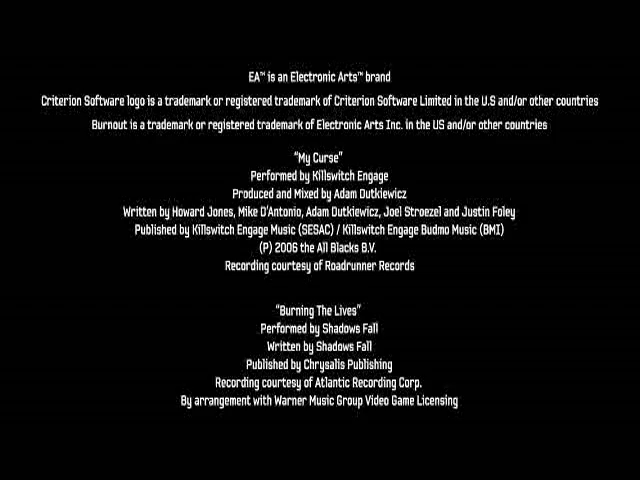 EA™ is an Electronic Arts™ brand
Criterion Software logo is a trademark or registered trademark of Criterion Software Limited in the U.S and/or other countries
Burnout is a trademark or registered trademark of Electronic Arts Inc. in the US and/or other countries
“My Curse”
Performed by Killswitch Engage
Produced and Mixed by Adam Dutkiewicz
Written by Howard Jones, Mike D'Antonio, Adam Dutkiewicz, Joel Stroezel and Justin Foley
Published by Killswitch Engage Music (SESAC) / Killswitch Engage Budmo Music (BMI)
(P) 2006 the All Blacks B.V.
Recording courtesy of Roadrunner Records
“Burning The Lives”
Performed by Shadows Fall
Written by Shadows Fall
Published by Chrysalis Publishing
Recording courtesy of Atlantic Recording Corp.
By arrangement with Warner Music Group Video Game Licensing